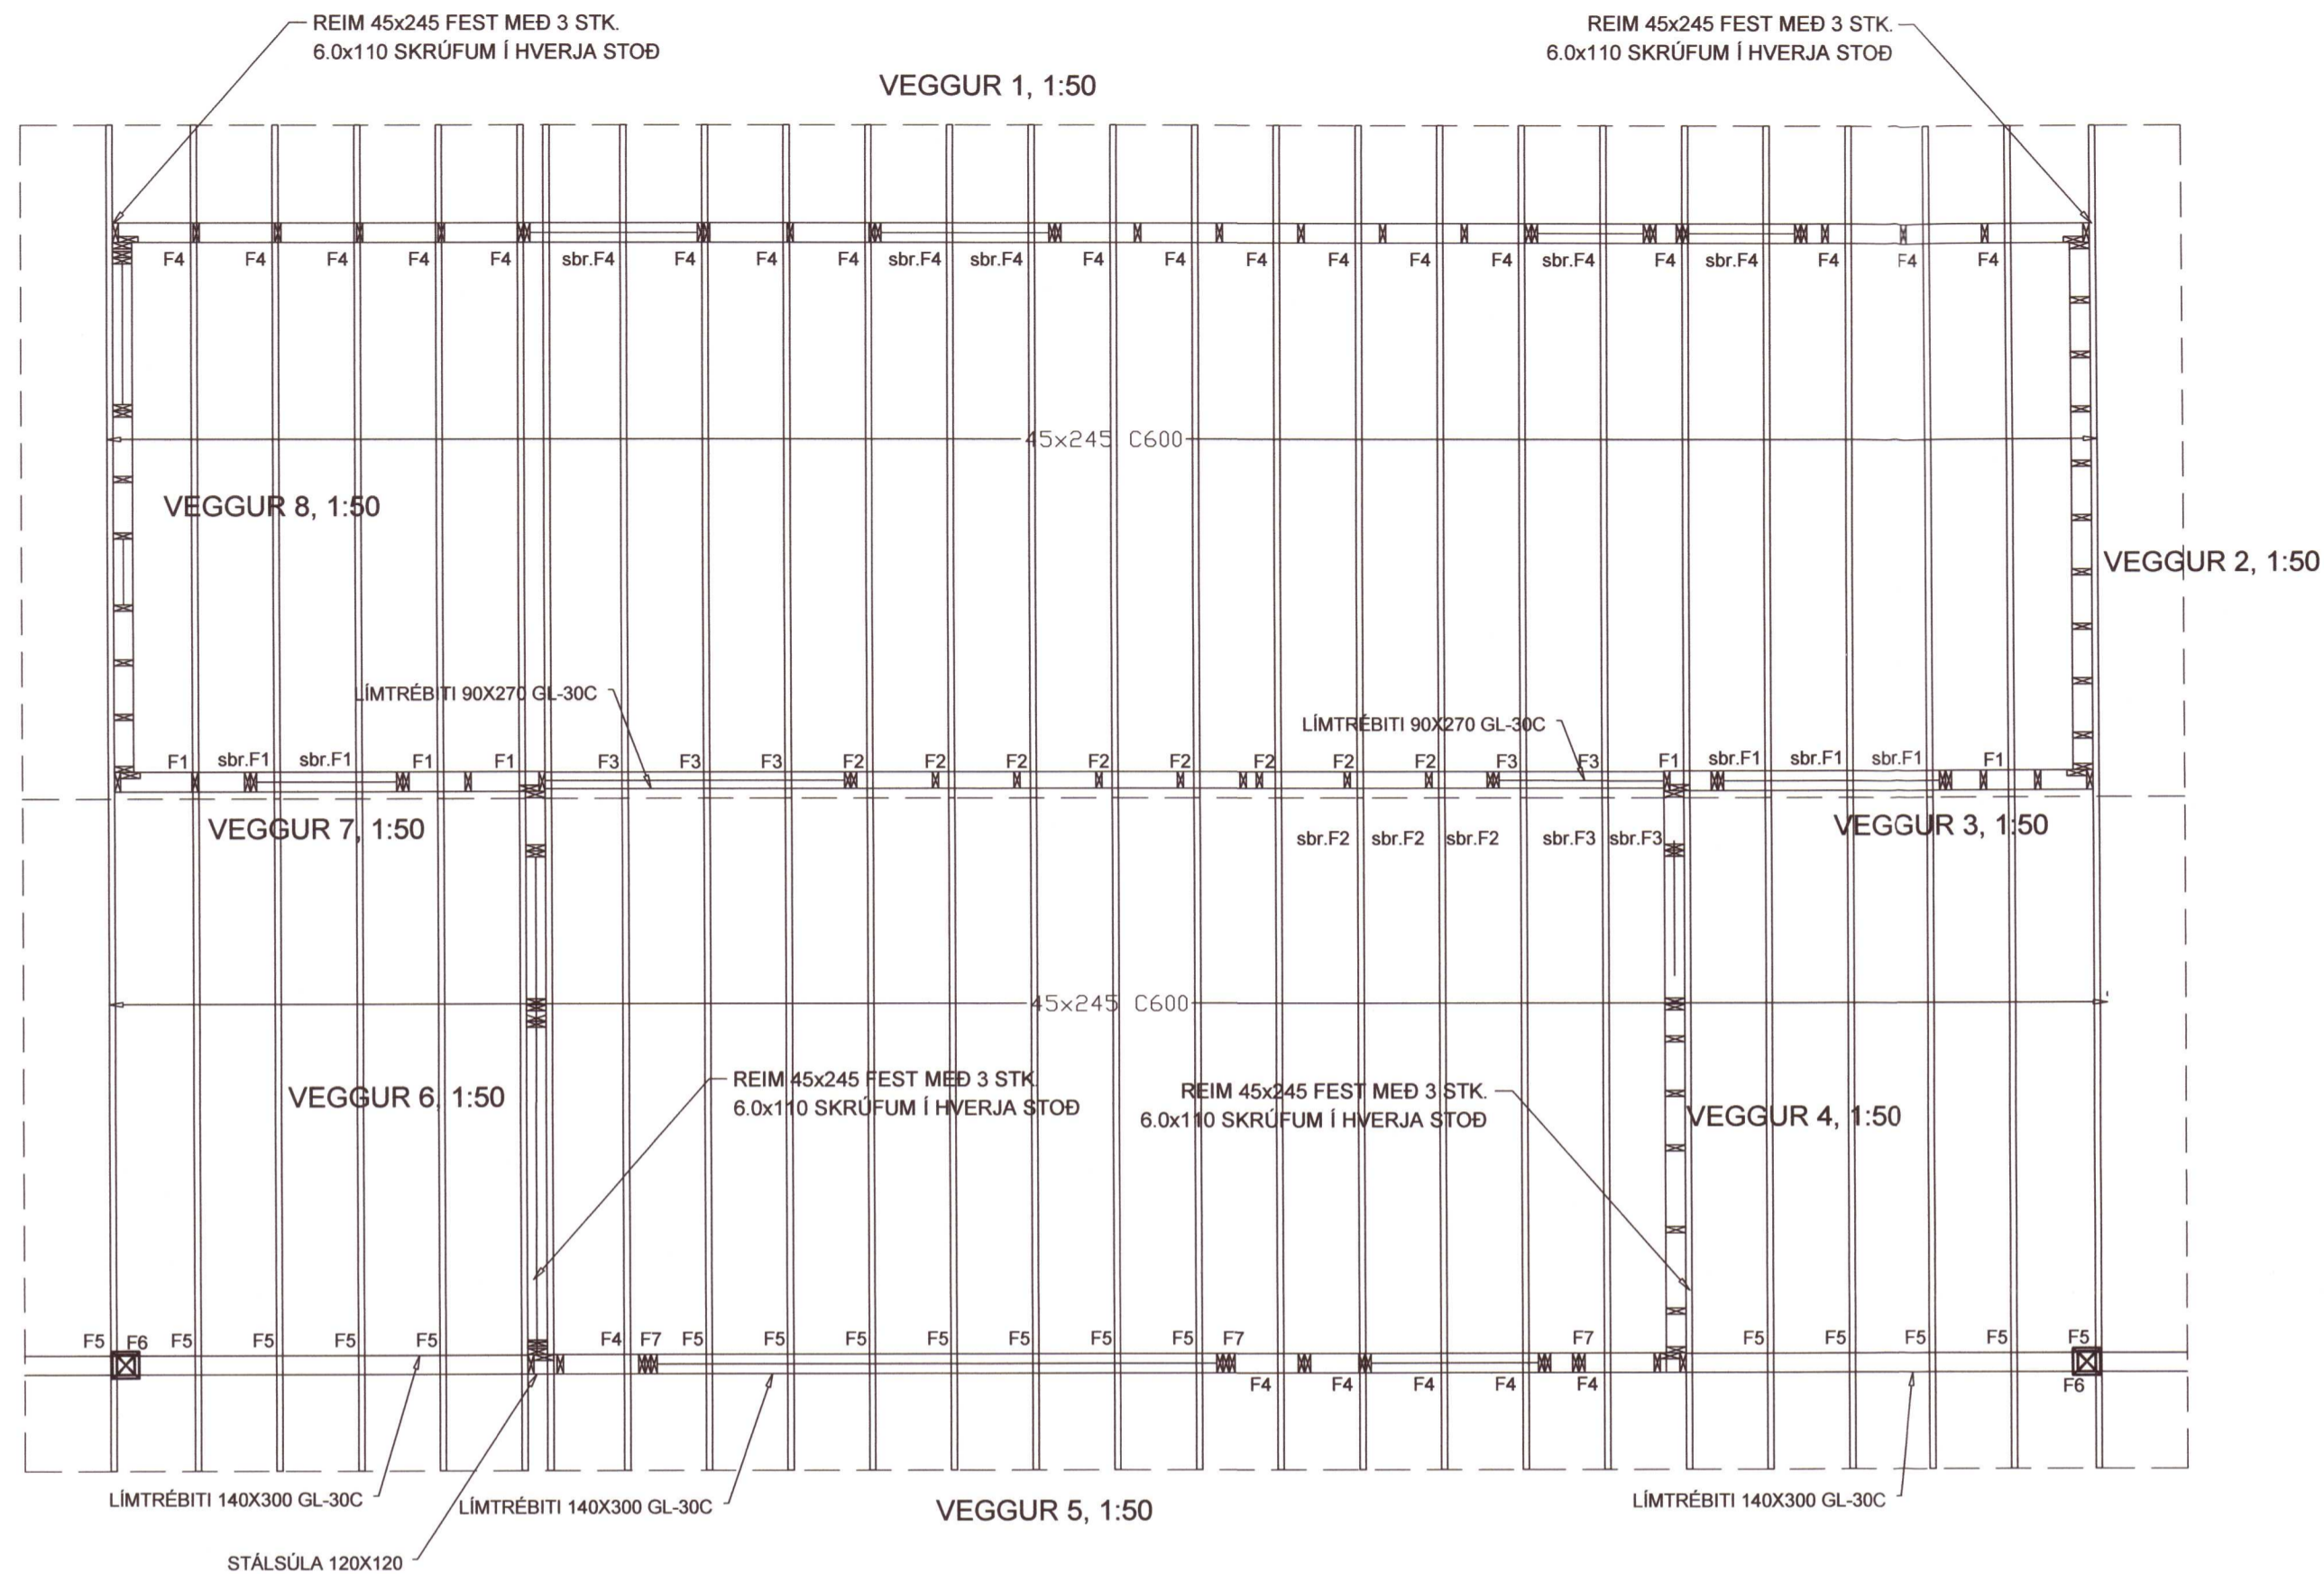 REIM 45x245 FEST MEÐ 3 STK.
6.0x110 SKRÚFUM Í HVERJA STOÐ
REIM 45x245 FEST MEÐ 3 STK.
6.0x110 SKRÚFUM Í HVERJA STOÐ
VEGGUR 1, 1:50
F4 F4 F4 F4 F4 sbr.F4 F4 F4 F4 sbr.F4 sbr.F4 F4 F4 F4 F4 F4 F4 sbr.F4 F4 sbr.F4 F4 F4 F4
45x245 C600
VEGGUR 8, 1:50
VEGGUR 2, 1:50
LÍMTRÉBITI 90X270 GL-30C
LÍMTRÉBITI 90X270 GL-30C
F1 sbr.F1 sbr.F1 F1 F1 F3 F3 F3 F2 F2 F2 F2 F2 F2 F2 F2 F3 F3 F1 sbr.F1 sbr.F1 sbr.F1 F1
VEGGUR 7, 1:50
sbr.F2 sbr.F2 sbr.F2 sbr.F3 sbr.F3
VEGGUR 3, 1:50
45x245 C600
REIM 45x245 FEST MEÐ 3 STK
6.0x110 SKRÚFUM Í HVERJA STOÐ
REIM 45x245 FEST MEÐ 3 STK.
6.0x110 SKRÚFUM Í HVERJA STOÐ
VEGGUR 6, 1:50
VEGGUR 4, 1:50
F5 F6 F5 F5 F5 F5 F4 F7 F5 F5 F5 F5 F5 F5 F5 F7 F7 F5 F5 F5 F5 F5
F4 F4 F4 F4 F4 F6
LÍMTRÉBITI 140X300 GL-30C
LÍMTRÉBITI 140X300 GL-30C
VEGGUR 5, 1:50
LÍMTRÉBITI 140X300 GL-30C
STÁLSÚLA 120X120